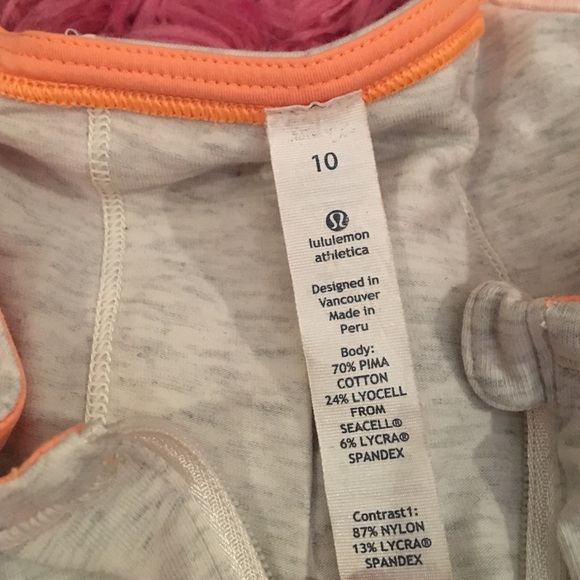 10
lululemon
athletica
Designed in
Vancouver
Made in
Peru
Body:
70% PIMA
COTTON
24% LYOCELL
FROM
SEACELL®
6% LYCRA®
SPANDEX
Contrast1:
87% NYLON
13% LYCRA®
SPANDEX